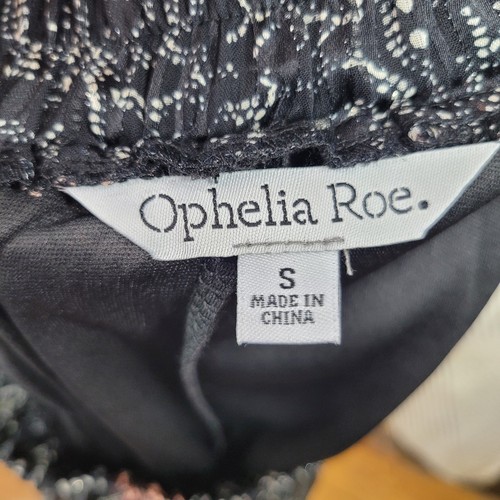 Ophelia Roe.
S
MADE IN
CHINA